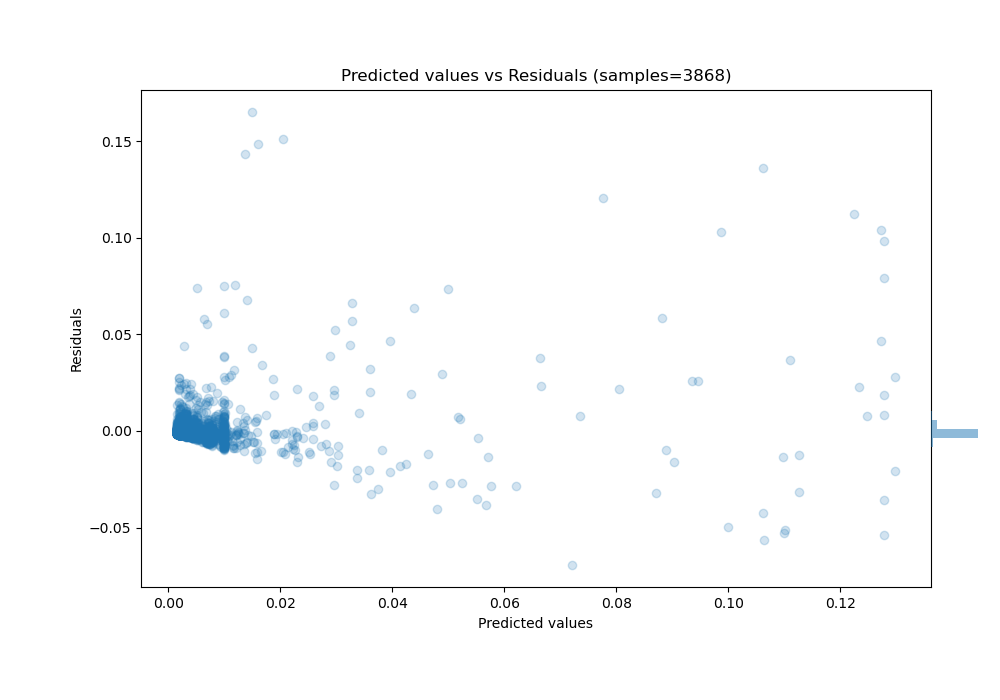 Predicted values vs Residuals (samples=3868)
Residuals
0.15
0.10
0.05
0.00
−0.05
0.00 0.02 0.04 0.06 0.08 0.10 0.12
Predicted values